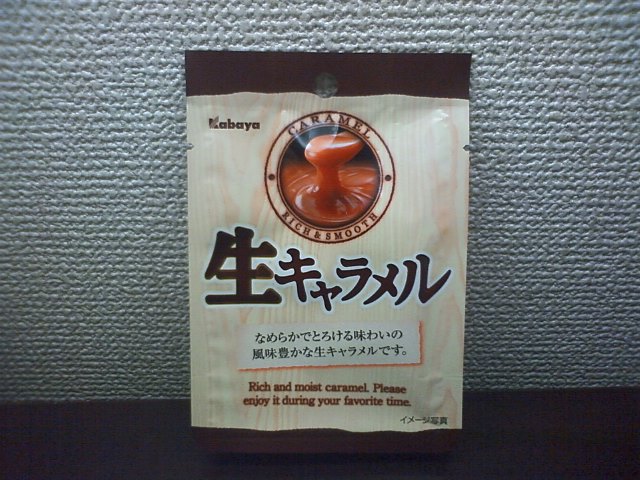 Kabaya
CARAMEL
RICH & SMOOTH
生キャラメル
なめらかでとろける味わいの
風味豊かな生キャラメルです。
Rich and moist caramel. Please
enjoy it during your favorite time.
イメージ写真